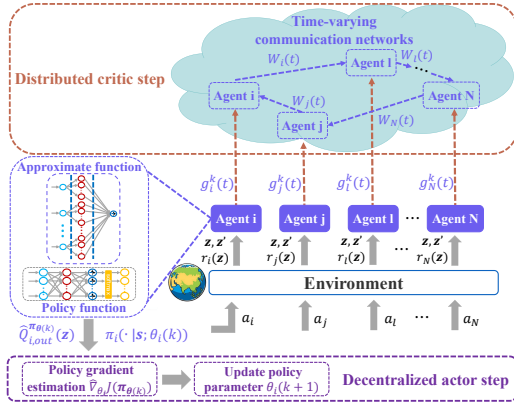 Time-varying
communication networks
Distributed critic step
W_i(t)
W_l(t)
Agent l
...
Agent i
W_j(t)
Agent N
Agent j
W_N(t)
Approximate function
g_i^k(t)
g_j^k(t)
g_l^k(t)
g_N^k(t)
Agent i
Agent j
Agent l
...
Agent N
z, z'
z, z'
z, z'
z, z'
r_i(z)
r_j(z)
r_l(z)
...
r_N(z)
Environment
Policy function
a_i
a_j
a_l
...
a_N
Q̂_{i,out}^{π_θ(k)}(z)
π_i(· |s; θ_i(k))
Policy gradient
estimation ∇̂_{θ_i}J(π_{θ(k)})
Update policy
parameter θ_i(k + 1)
Decentralized actor step